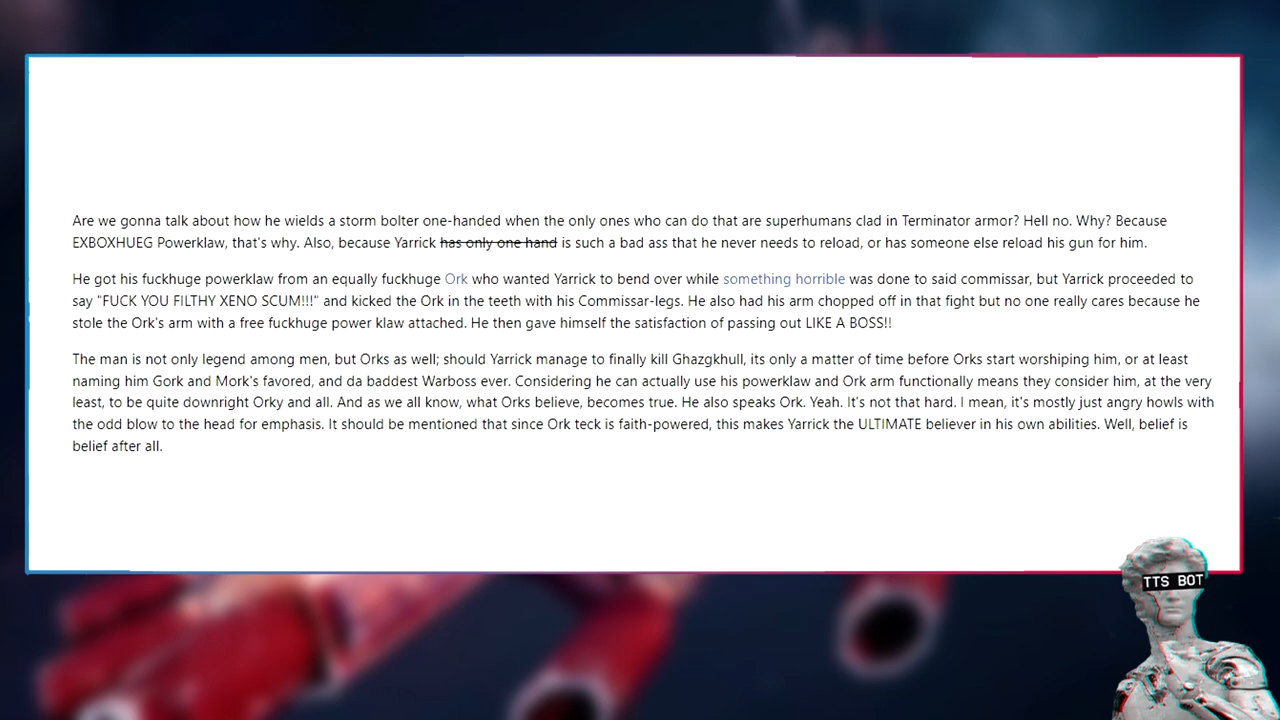 Are we gonna talk about how he wields a storm bolter one-handed when the only ones who can do that are superhumans clad in Terminator armor? Hell no. Why? Because
EXBOXHUEG Powerklaw, that's why. Also, because Yarrick has only one hand is such a bad ass that he never needs to reload, or has someone else reload his gun for him.
He got his fuckhuge powerklaw from an equally fuckhuge Ork who wanted Yarrick to bend over while something horrible was done to said commissar, but Yarrick proceeded to
say "FUCK YOU FILTHY XENO SCUM!!!" and kicked the Ork in the teeth with his Commissar-legs. He also had his arm chopped off in that fight but no one really cares because he
stole the Ork's arm with a free fuckhuge power klaw attached. He then gave himself the satisfaction of passing out LIKE A BOSS!!
The man is not only legend among men, but Orks as well; should Yarrick manage to finally kill Ghazgkhull, its only a matter of time before Orks start worshiping him, or at least
naming him Gork and Mork's favored, and da baddest Warboss ever. Considering he can actually use his powerklaw and Ork arm functionally means they consider him, at the very
least, to be quite downright Orky and all. And as we all know, what Orks believe, becomes true. He also speaks Ork. Yeah. It's not that hard. I mean, it's mostly just angry howls with
the odd blow to the head for emphasis. It should be mentioned that since Ork teck is faith-powered, this makes Yarrick the ULTIMATE believer in his own abilities. Well, belief is
belief after all.
TTS BOT